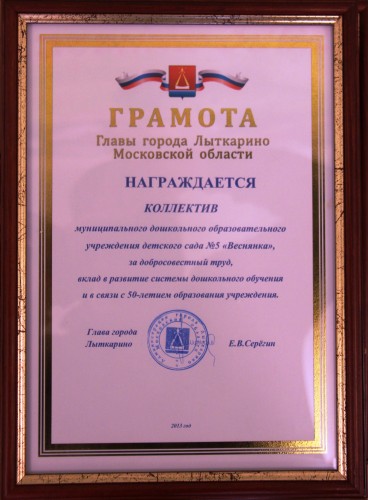 ГРАМОТА
Главы города Лыткарино
Московской области
НАГРАЖДАЕТСЯ
КОЛЛЕКТИВ
муниципального дошкольного образовательного
учреждения детского сада №5 «Веснянка»,
за добросовестный труд,
вклад в развитие системы дошкольного обучения
и в связи с 50-летием образования учреждения.
Глава города
Лыткарино
Е.В.Серёгин
2013 год